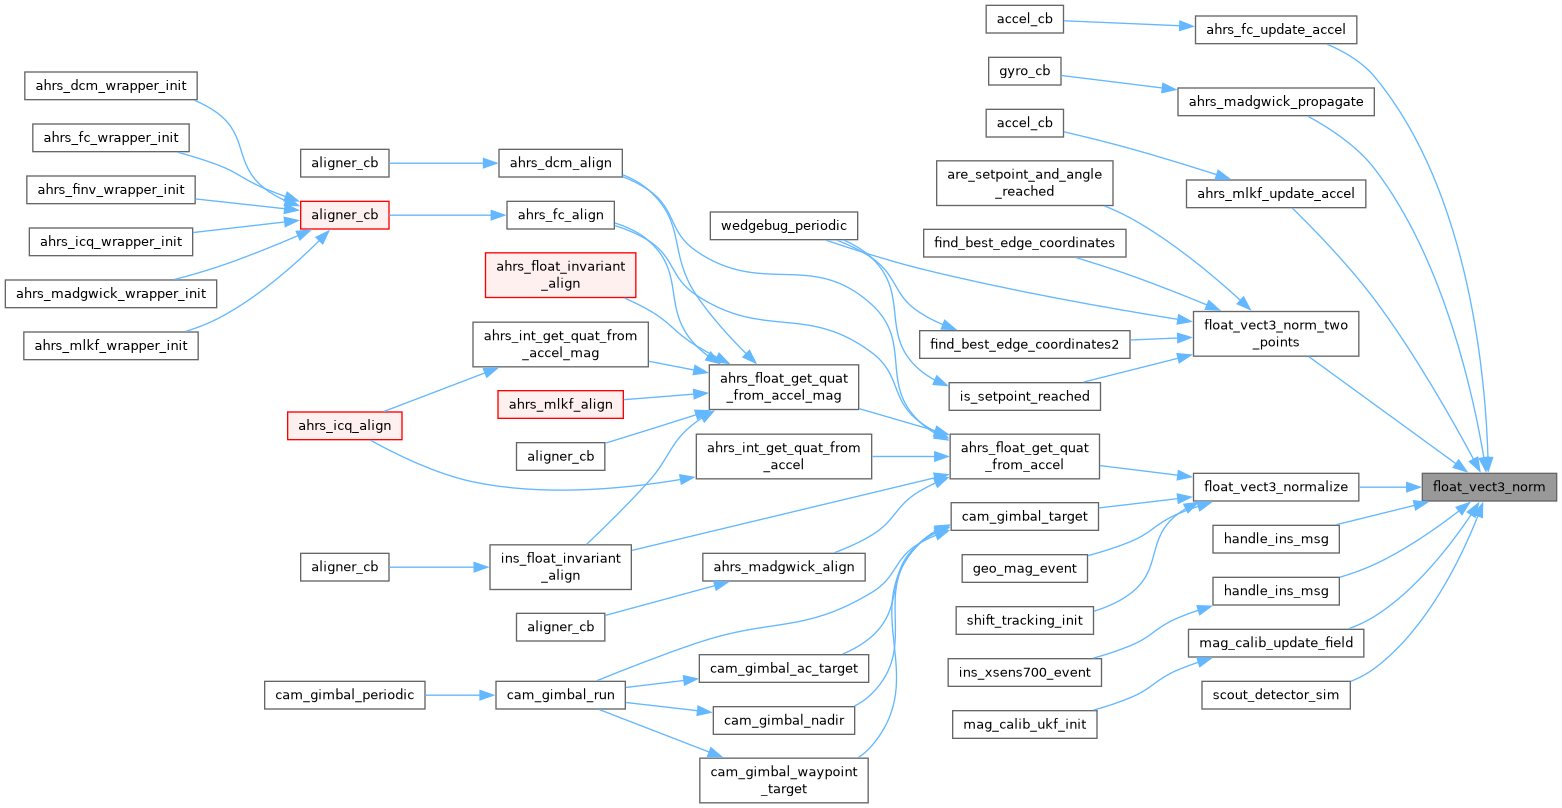 accel_cb
ahrs_fc_update_accel
gyro_cb
ahrs_madgwick_propagate
accel_cb
ahrs_mlkf_update_accel
are_setpoint_and_angle
_reached
find_best_edge_coordinates
wedgebug_periodic
find_best_edge_coordinates2
is_setpoint_reached
float_vect3_norm_two
_points
ahrs_dcm_wrapper_init
ahrs_fc_wrapper_init
ahrs_finv_wrapper_init
ahrs_icq_wrapper_init
ahrs_madgwick_wrapper_init
ahrs_mlkf_wrapper_init
aligner_cb
aligner_cb
ahrs_dcm_align
ahrs_fc_align
ahrs_float_invariant
_align
ahrs_int_get_quat_from
_accel_mag
ahrs_mlkf_align
ahrs_icq_align
aligner_cb
ahrs_float_get_quat
_from_accel_mag
ahrs_int_get_quat_from
_accel
ahrs_float_get_quat
_from_accel
float_vect3_normalize
float_vect3_norm
cam_gimbal_target
handle_ins_msg
aligner_cb
ins_float_invariant
_align
ahrs_madgwick_align
geo_mag_event
handle_ins_msg
aligner_cb
shift_tracking_init
mag_calib_update_field
cam_gimbal_ac_target
ins_xsens700_event
scout_detector_sim
cam_gimbal_periodic
cam_gimbal_run
cam_gimbal_nadir
mag_calib_ukf_init
cam_gimbal_waypoint
_target